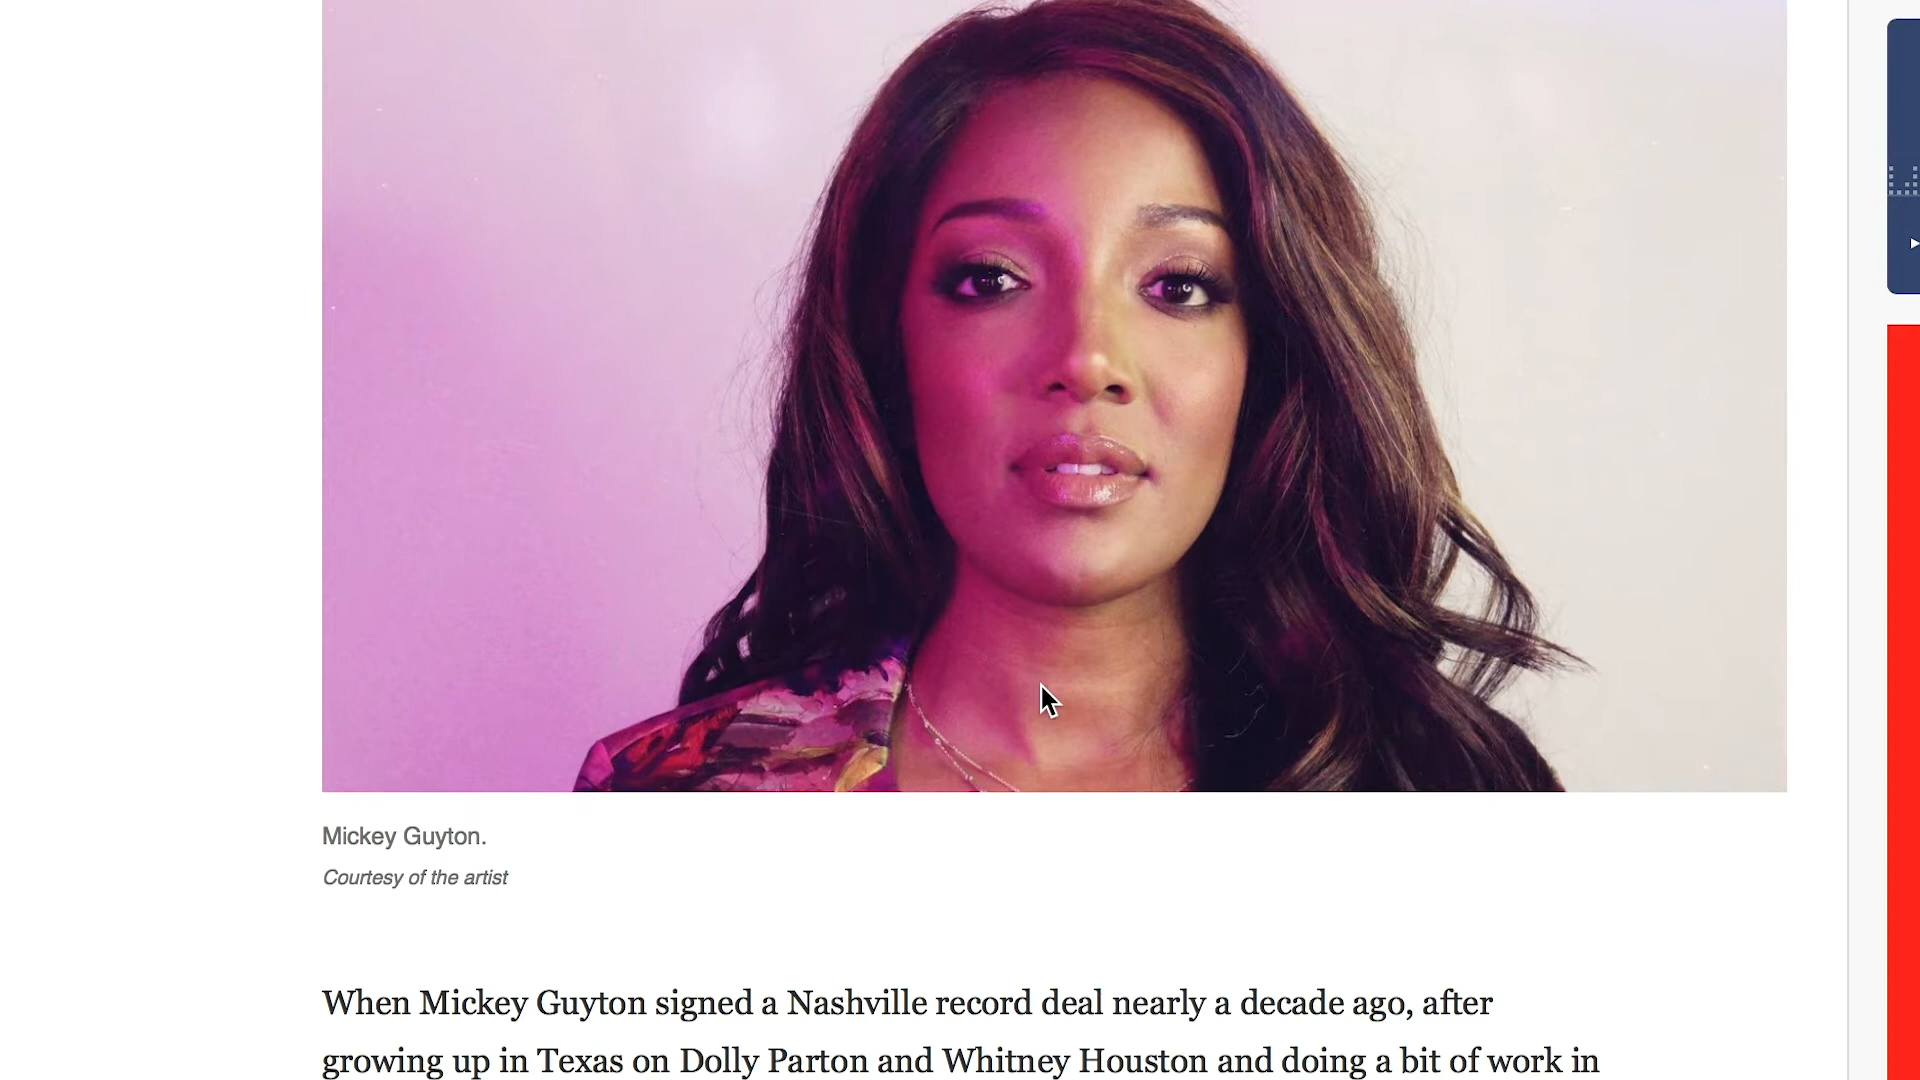 Mickey Guyton.
Courtesy of the artist
When Mickey Guyton signed a Nashville record deal nearly a decade ago, after
growing up in Texas on Dolly Parton and Whitney Houston and doing a bit of work in